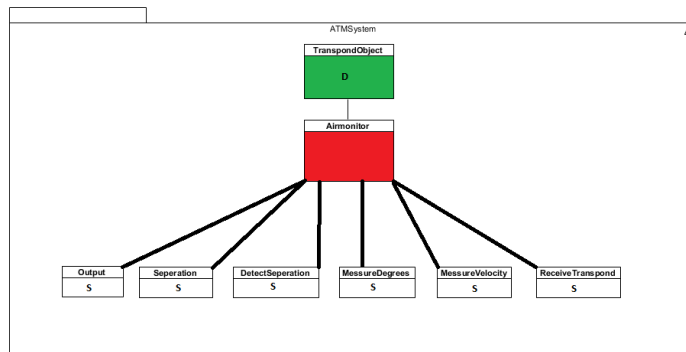 ATMSystem
TranspondObject
D
Airmonitor
Output
S
Seperation
S
DetectSeperation
S
MessureDegrees
S
MessureVelocity
S
ReceiveTranspond
S